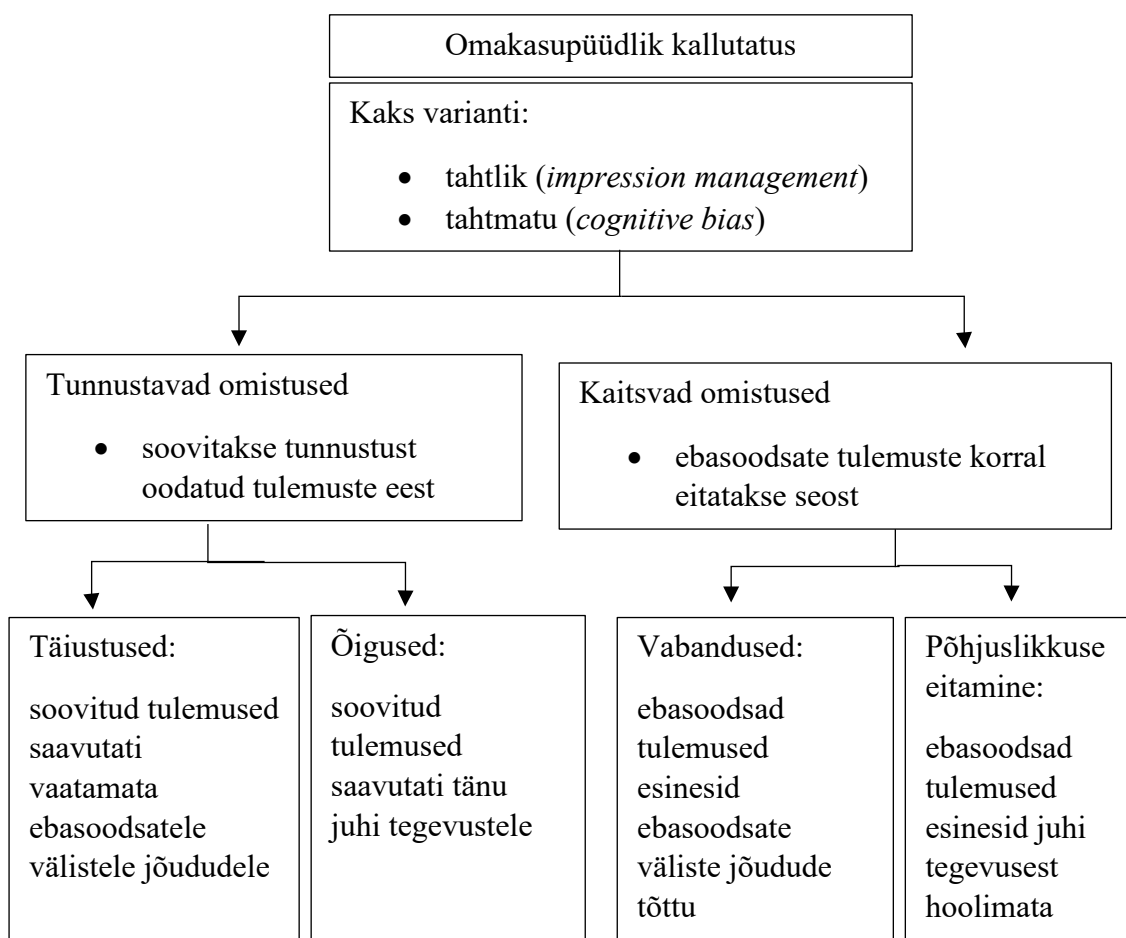 Omakasupüüdlik kallutatus
Kaks varianti:
• tahtlik (impression management)
• tahtmatu (cognitive bias)
Tunnustavad omistused
• soovitakse tunnustust
oodatud tulemuste eest
Kaitsvad omistused
• ebasoodsate tulemuste korral
eitatakse seost
Täiustused:
soovitud tulemused
saavutati
vaatamata
ebasoodsatele
välistele jõududele
Õigused:
soovitud
tulemused
saavutati tänu
juhi tegevustele
Vabandused:
ebasoodsad
tulemused
esinesid
ebasoodsate
väliste jõudude
tõttu
Põhjuslikkuse
eitamine:
ebasoodsad
tulemused
esinesid juhi
tegevusest
hoolimata